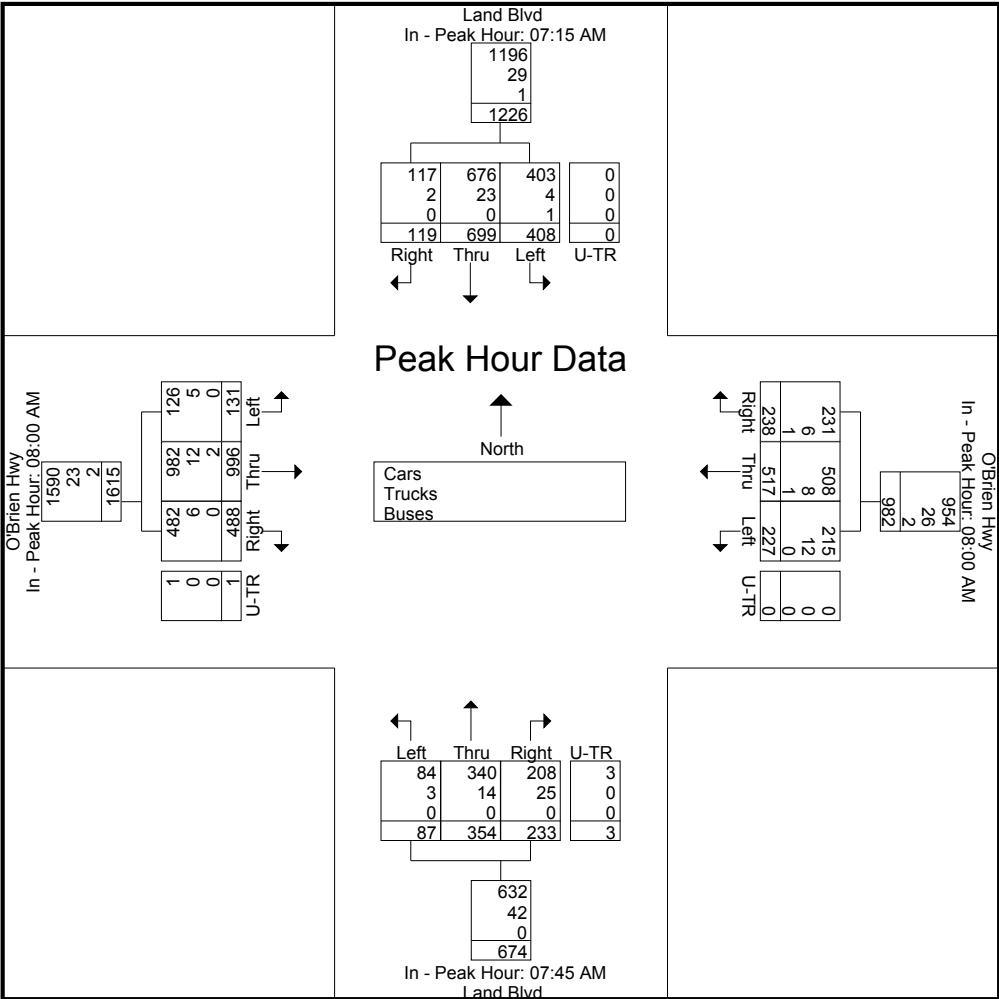 Land Blvd
In - Peak Hour: 07:15 AM
1196
29
1
1226
117 676 403 0
2 23 4 0
0 0 1 0
119 699 408 0
Right Thru Left U-TR
Peak Hour Data
North
Cars
Trucks
Buses
O'Brien Hwy
In - Peak Hour: 08:00 AM
1590
23
2
1615
126 5 0 131 Left
982 12 2 996 Thru
482 6 0 488 Right
1 0 0 1 U-TR
O'Brien Hwy
In - Peak Hour: 08:00 AM
954
26
2
982
231 6 1 238 Right
508 8 1 517 Thru
215 12 0 227 Left
0 0 0 0 U-TR
Left Thru Right U-TR
84 340 208 3
3 14 25 0
0 0 0 0
87 354 233 3
632
42
0
674
In - Peak Hour: 07:45 AM
Land Blvd